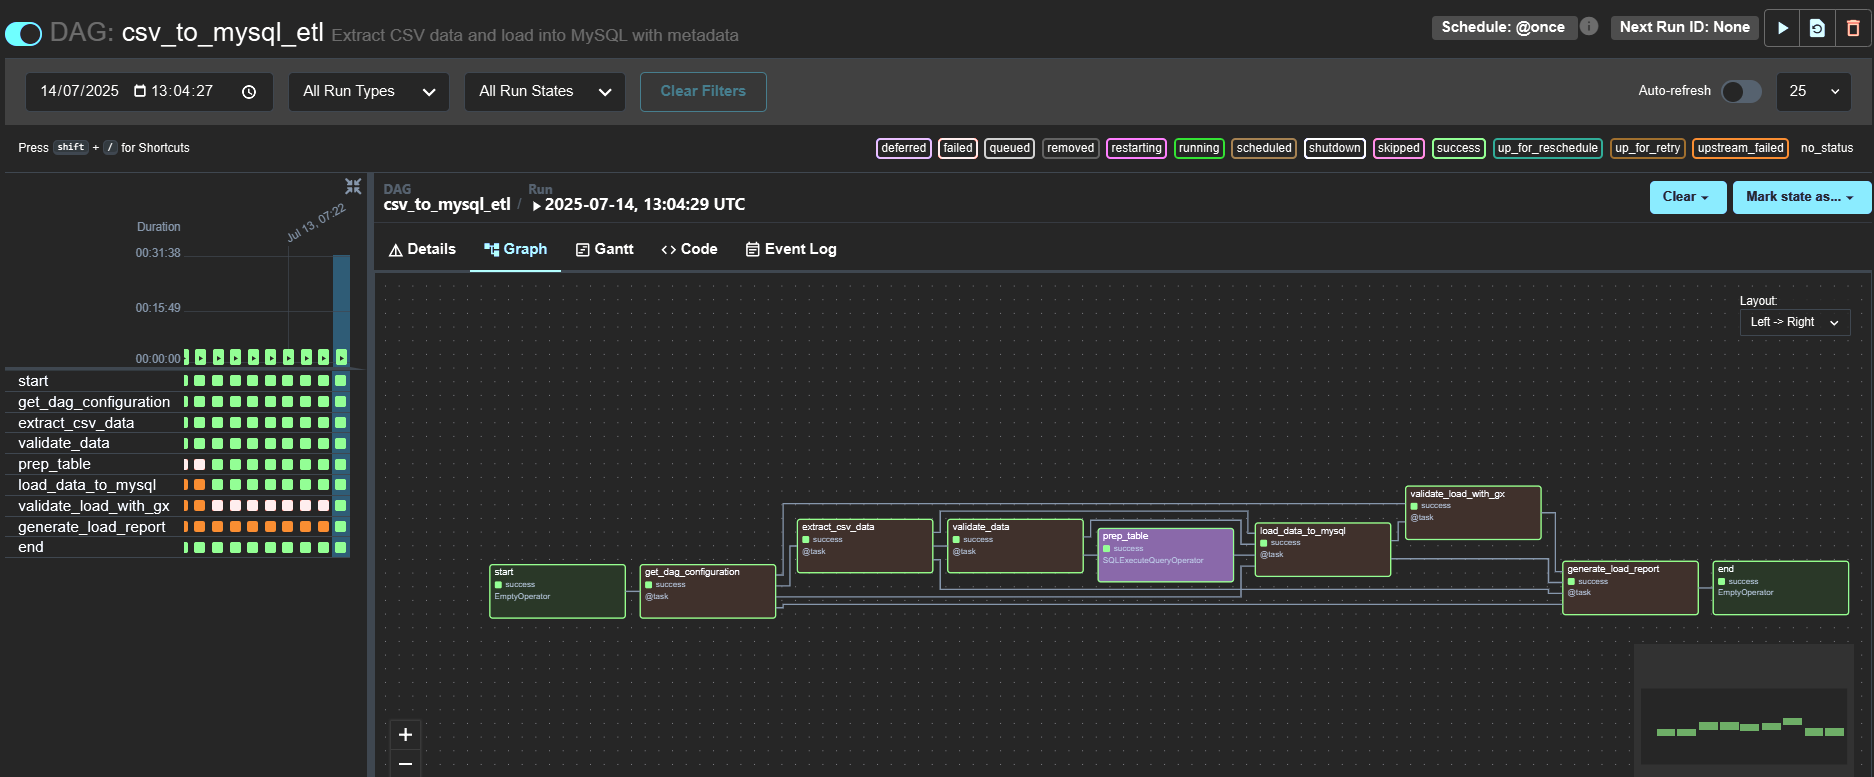 DAG: csv_to_mysql_etl Extract CSV data and load into MySQL with metadata
Schedule: @once
Next Run ID: None
14/07/2025 13:04:27
All Run Types
All Run States
Clear Filters
Auto-refresh
25
Press shift + / for Shortcuts
deferred failed queued removed restarting running scheduled shutdown skipped success up_for_reschedule up_for_retry upstream_failed no_status
Duration
Jul 13, 07:22
00:31:38
00:15:49
00:00:00
start
get_dag_configuration
extract_csv_data
validate_data
prep_table
load_data_to_mysql
validate_load_with_gx
generate_load_report
end
DAG
csv_to_mysql_etl /
Run
2025-07-14, 13:04:29 UTC
Clear
Mark state as...
Details
Graph
Gantt
Code
Event Log
Layout:
Left -> Right
start
success
EmptyOperator
get_dag_configuration
success
@task
extract_csv_data
success
@task
validate_data
success
@task
prep_table
success
SQLExecuteQueryOperator
load_data_to_mysql
success
@task
validate_load_with_gx
success
@task
generate_load_report
success
@task
end
success
EmptyOperator
+
−